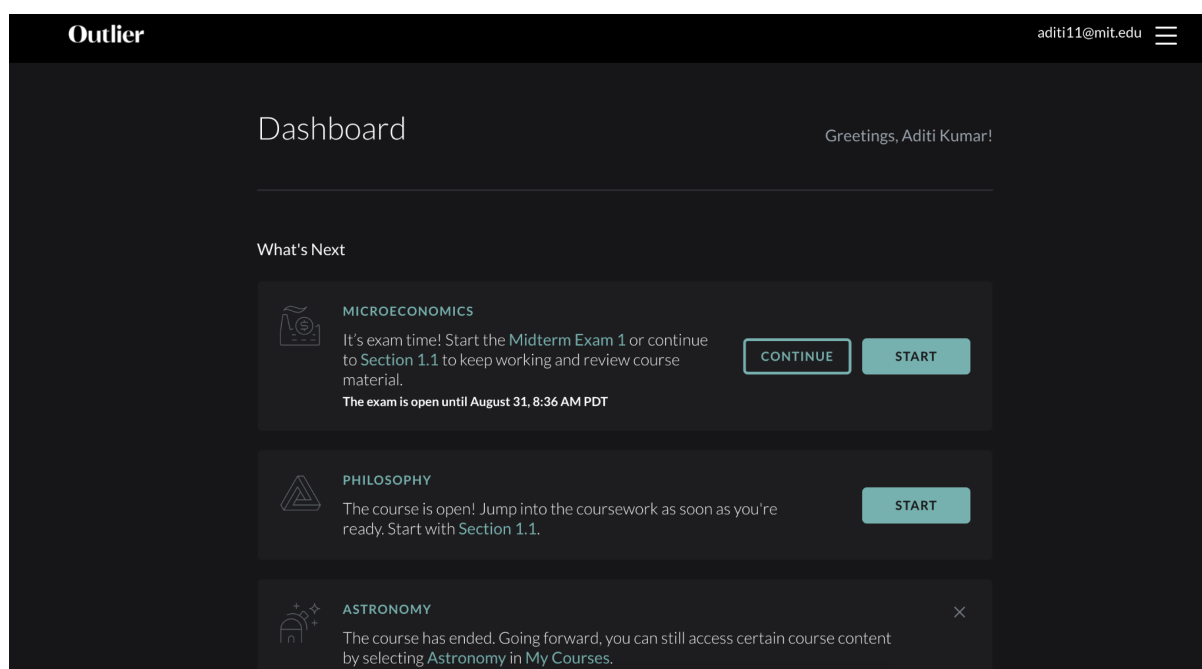 Outlier
aditi11@mit.edu
Dashboard
Greetings, Aditi Kumar!
What's Next
MICROECONOMICS
It’s exam time! Start the Midterm Exam 1 or continue
to Section 1.1 to keep working and review course
material.
The exam is open until August 31, 8:36 AM PDT
CONTINUE
START
PHILOSOPHY
The course is open! Jump into the coursework as soon as you're
ready. Start with Section 1.1.
START
ASTRONOMY
The course has ended. Going forward, you can still access certain course content
by selecting Astronomy in My Courses.